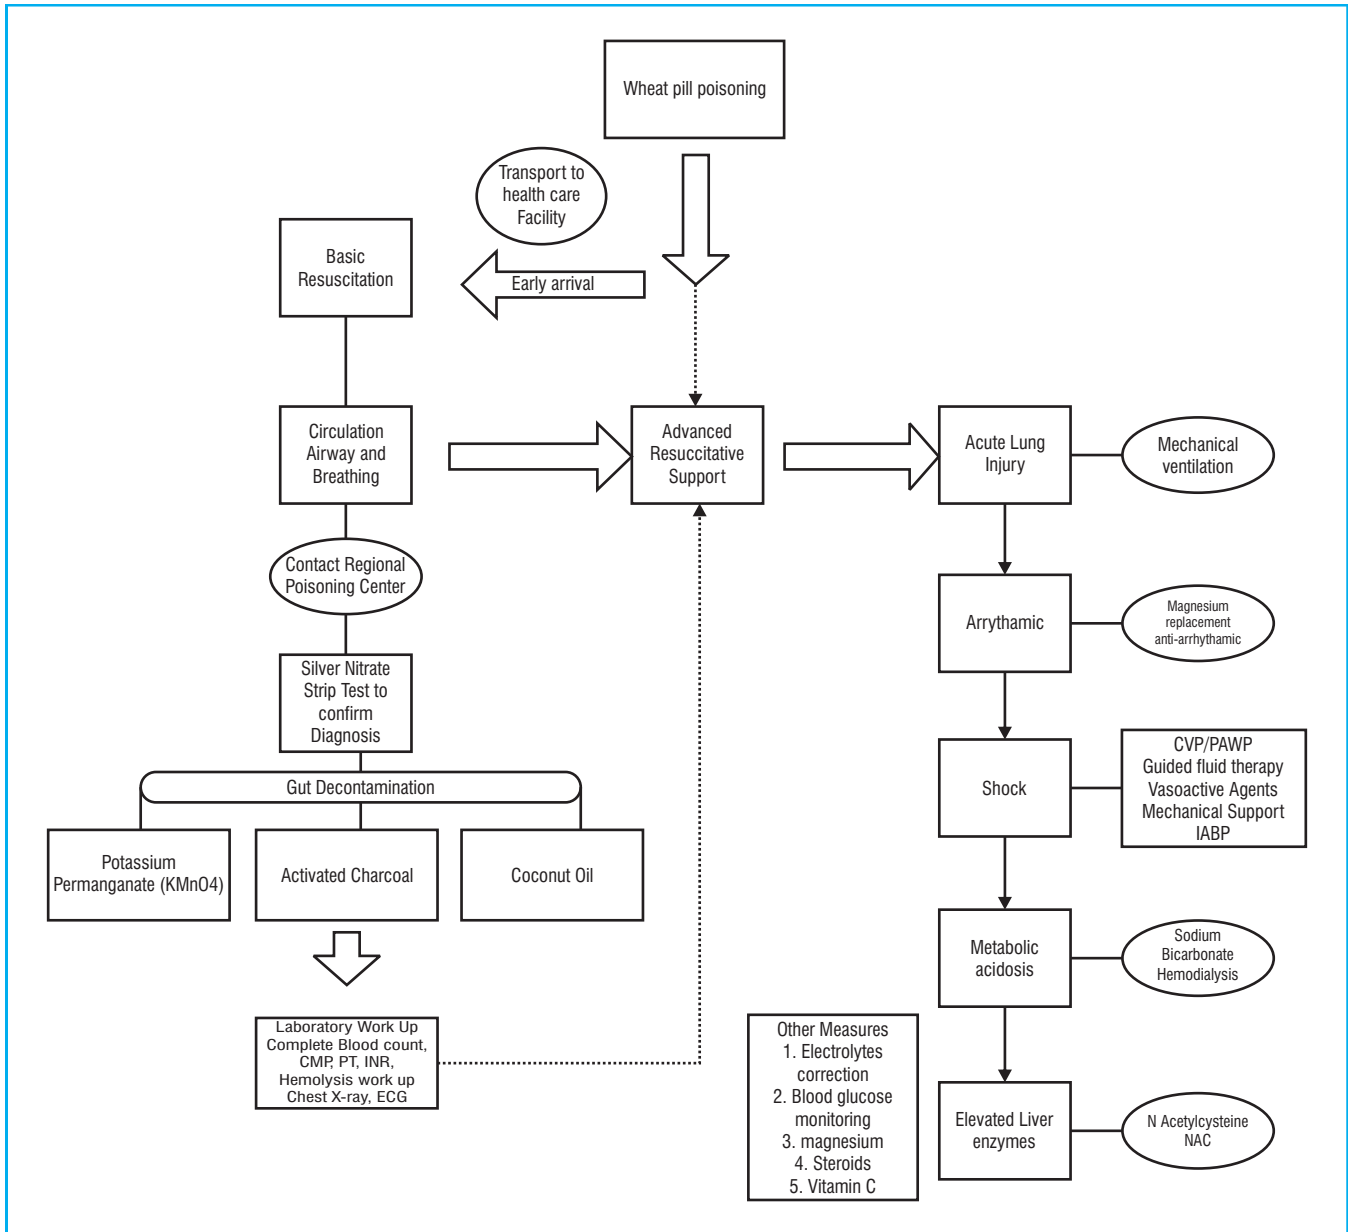 Wheat pill poisoning
Transport to
health care
Facility
Early arrival
Basic
Resuscitation
Circulation
Airway and
Breathing
Contact Regional
Poisoning Center
Silver Nitrate
Strip Test to
confirm
Diagnosis
Gut Decontamination
Potassium
Permanganate (KMnO4)
Activated Charcoal
Coconut Oil
Laboratory Work Up
Complete Blood count,
CMP, PT, INR,
Hemolysis work up
Chest X-ray, ECG
Advanced
Resuccitative
Support
Acute Lung
Injury
Mechanical
ventilation
Arrythamic
Magnesium
replacement
anti-arrhythamic
Shock
CVP/PAWP
Guided fluid therapy
Vasoactive Agents
Mechanical Support
IABP
Metabolic
acidosis
Sodium
Bicarbonate
Hemodialysis
Elevated Liver
enzymes
N Acetylcysteine
NAC
Other Measures
1. Electrolytes
correction
2. Blood glucose
monitoring
3. magnesium
4. Steroids
5. Vitamin C